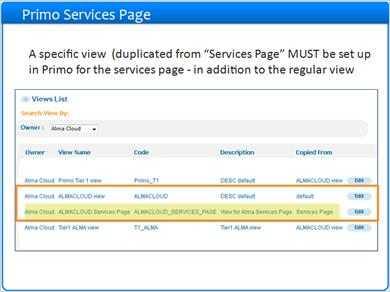 Primo Services Page
A specific view (duplicated from “Services Page” MUST be set up
in Primo for the services page - in addition to the regular view
Views List
Search View By:
Owner : Alma Cloud
Owner View Name Code Description Copied From
Alma Cloud Primo Tier 1 view Primo_T1 DESC default ALMACLOUD view Edit
Alma Cloud ALMACLOUD view ALMACLOUD DESC default default Edit
Alma Cloud ALMACLOUD Services Page ALMACLOUD_SERVICES_PAGE View for Alma Services Page Services Page Edit
Alma Cloud Tier1 ALMA view T1_ALMA Tier1 ALMA view ALMACLOUD view Edit